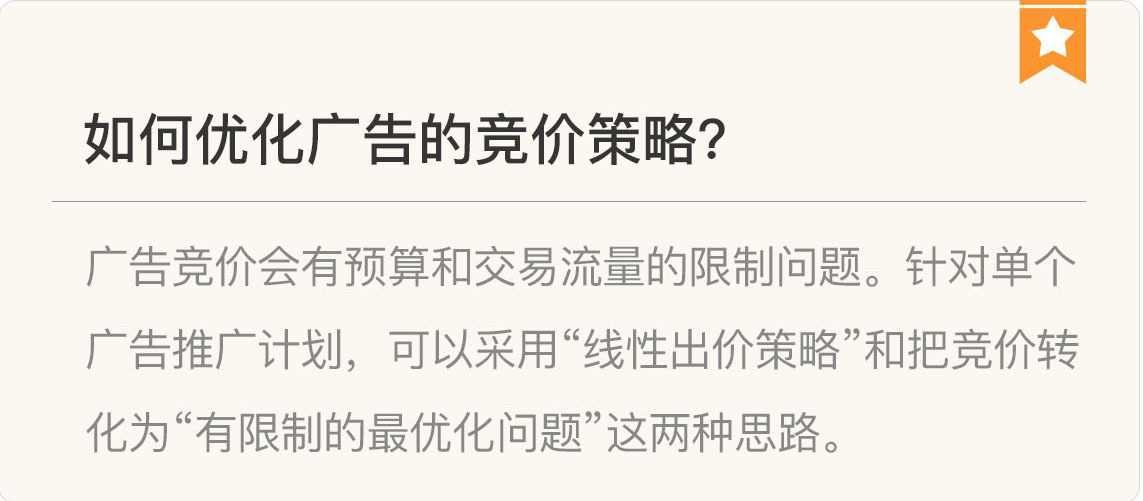 如何优化广告的竞价策略?
广告竞价会有预算和交易流量的限制问题。针对单个
广告推广计划，可以采用“线性出价策略”和把竞价转
化为“有限制的最优化问题”这两种思路。